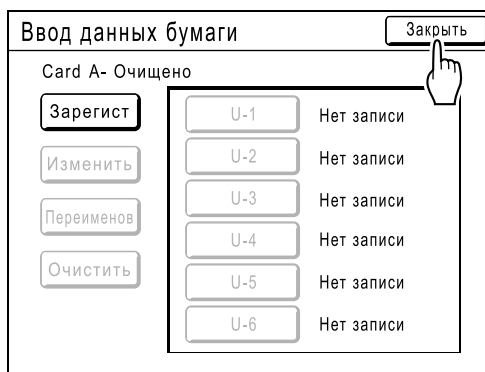 Ввод данных бумаги
Закрыть
Card A- Очищено
Зарегист
U-1 Нет записи
Изменить
U-2 Нет записи
Переименов
U-3 Нет записи
U-4 Нет записи
Очистить
U-5 Нет записи
U-6 Нет записи